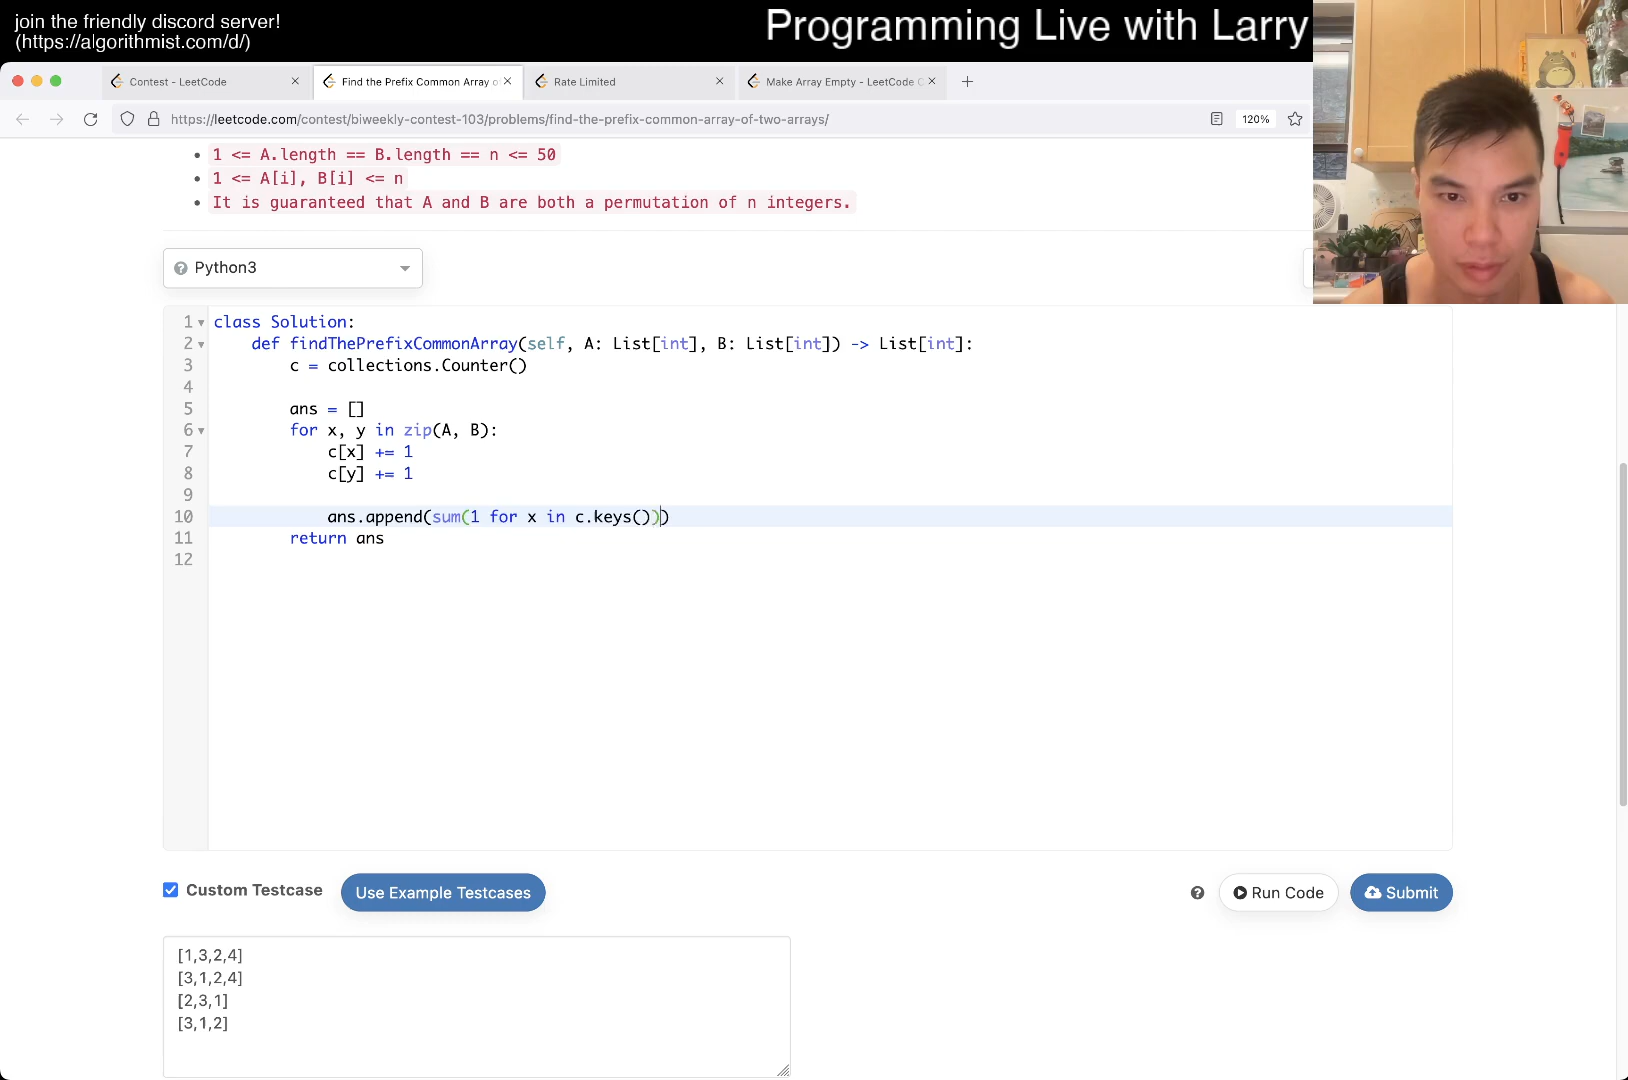 join the friendly discord server!
(https://algorithmist.com/d/)
Programming Live with Larry
Contest - LeetCode
Find the Prefix Common Array o
Rate Limited
Make Array Empty - LeetCode C
https://leetcode.com/contest/biweekly-contest-103/problems/find-the-prefix-common-array-of-two-arrays/
120%
1 <= A.length == B.length == n <= 50
1 <= A[i], B[i] <= n
It is guaranteed that A and B are both a permutation of n integers.
Python3
1 class Solution:
2 def findThePrefixCommonArray(self, A: List[int], B: List[int]) -> List[int]:
3 c = collections.Counter()
4
5 ans = []
6 for x, y in zip(A, B):
7 c[x] += 1
8 c[y] += 1
9
10 ans.append(sum(1 for x in c.keys()))
11 return ans
12
Custom Testcase
Use Example Testcases
Run Code
Submit
[1,3,2,4]
[3,1,2,4]
[2,3,1]
[3,1,2]